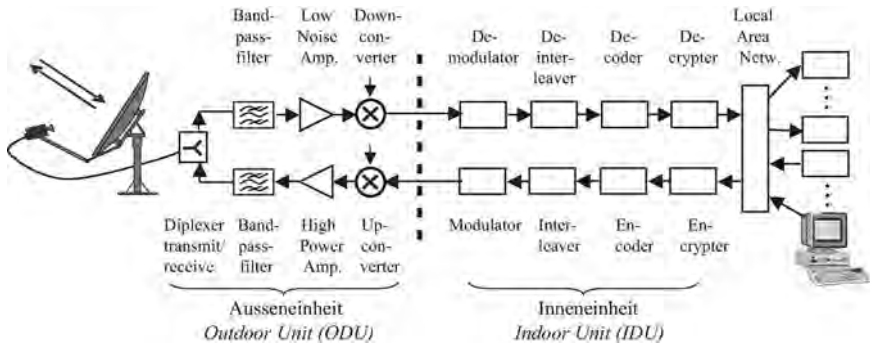 Band-
pass-
filter
Low
Noise
Amp.
Down-
con-
verter
De-
modulator
De-
inter-
leaver
De-
coder
De-
crypter
Local
Area
Netw.
Diplexer
transmit/
receive
Band-
pass-
filter
High
Power
Amp.
Up-
con-
verter
Modulator
Inter-
leaver
En-
coder
En-
crypter
Ausseneinheit
Outdoor Unit (ODU)
Inneneinheit
Indoor Unit (IDU)